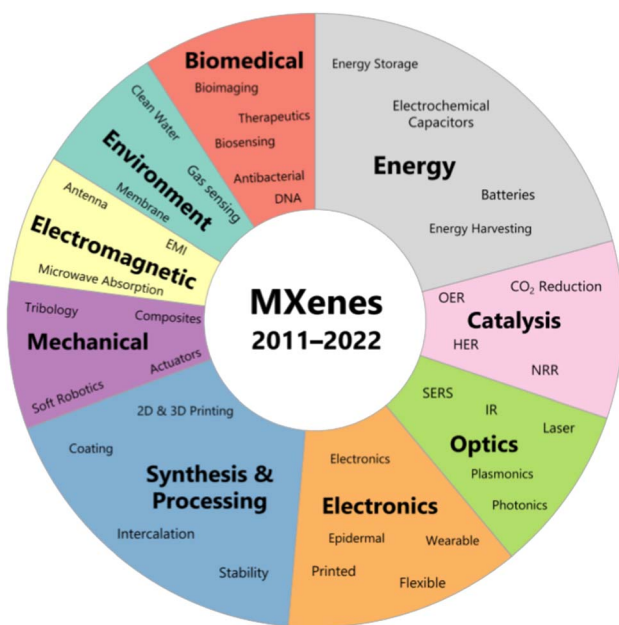 MXenes
2011–2022
Energy Storage
Electrochemical
Capacitors
Energy
Batteries
Energy Harvesting
OER
CO₂ Reduction
Catalysis
HER
NRR
SERS
IR
Laser
Optics
Plasmonics
Photonics
Electronics
Electronics
Epidermal
Wearable
Printed
Flexible
2D & 3D Printing
Coating
Synthesis &
Processing
Intercalation
Stability
Tribology
Composites
Mechanical
Actuators
Soft Robotics
Antenna
EMI
Electromagnetic
Microwave Absorption
Clean Water
Environment
Gas sensing
Membrane
Biomedical
Bioimaging
Therapeutics
Biosensing
Antibacterial
DNA